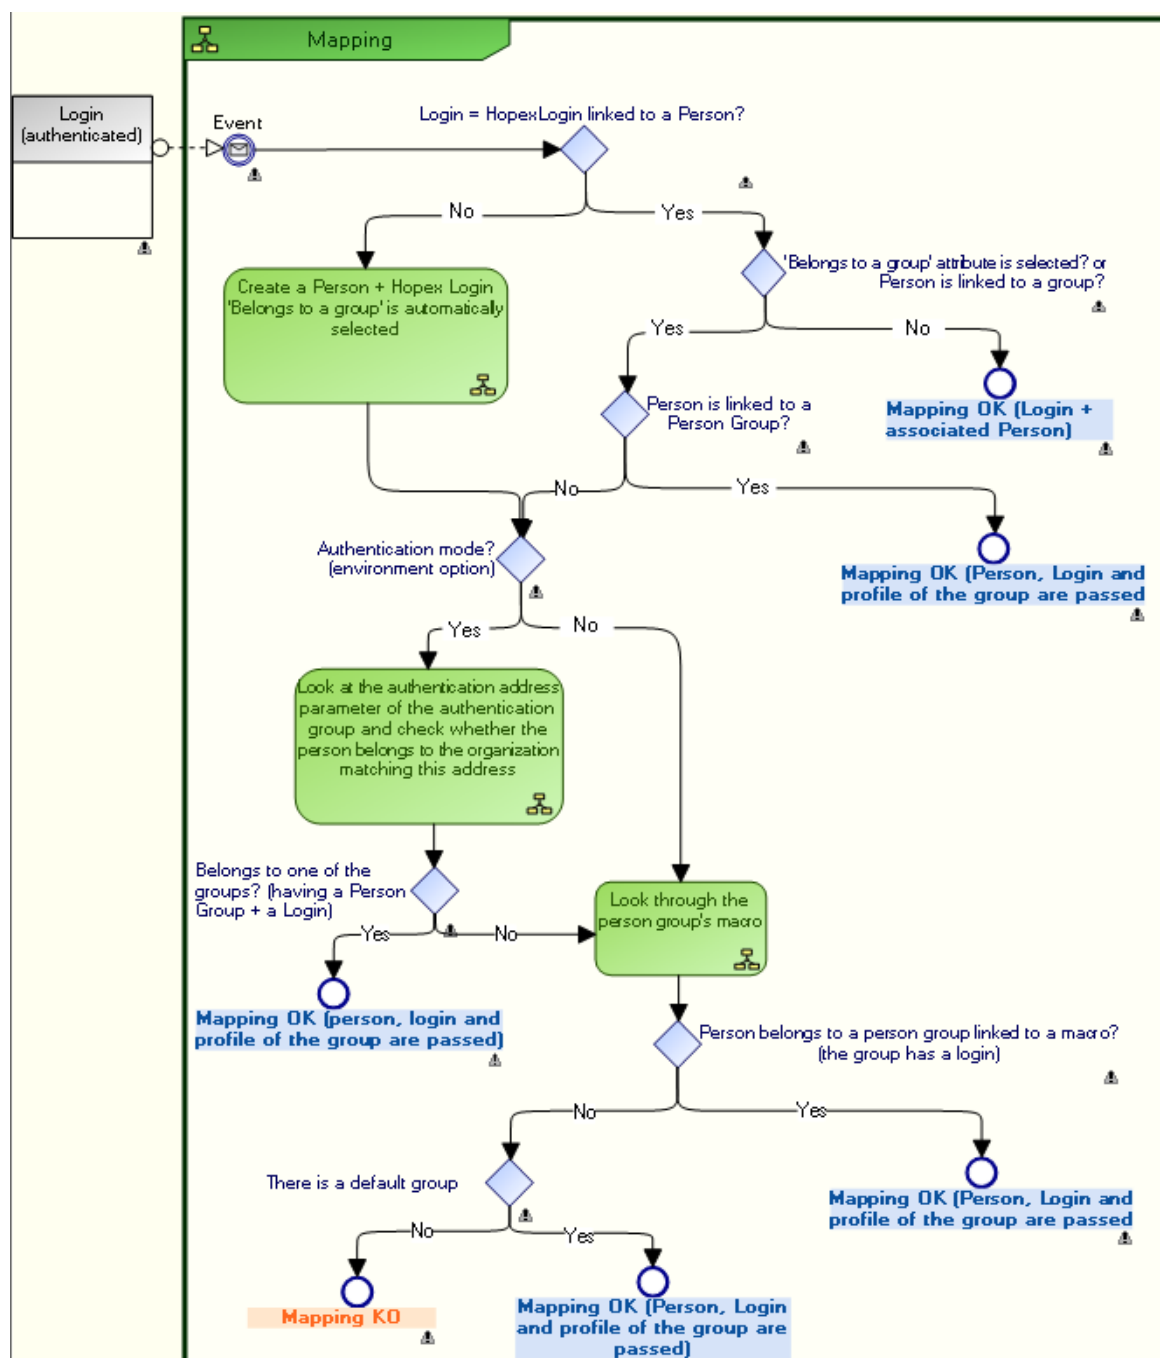 Mapping
Login
(authenticated)
Event
Login = HopexLogin linked to a Person?
No
Yes
'Belongs to a group' attribute is selected? or
Person is linked to a group?
Create a Person + Hopex Login
'Belongs to a group' is automatically
selected
Yes
No
Person is linked to a
Person Group?
Mapping OK (Login +
associated Person)
No
Yes
Authentication mode?
(environment option)
Mapping OK (Person, Login and
profile of the group are passed
Yes
No
Look at the authentication address
parameter of the authentication
group and check whether the
person belongs to the organization
matching this address
Belongs to one of the
groups? (having a Person
Group + a Login)
Look through the
person group's macro
Yes
No
Mapping OK (person, login and
profile of the group are passed)
Person belongs to a person group linked to a macro?
(the group has a login)
No
Yes
There is a default group
Mapping OK (Person, Login and
profile of the group are passed
No
Yes
Mapping KO
Mapping OK (Person, Login
and profile of the group are
passed)